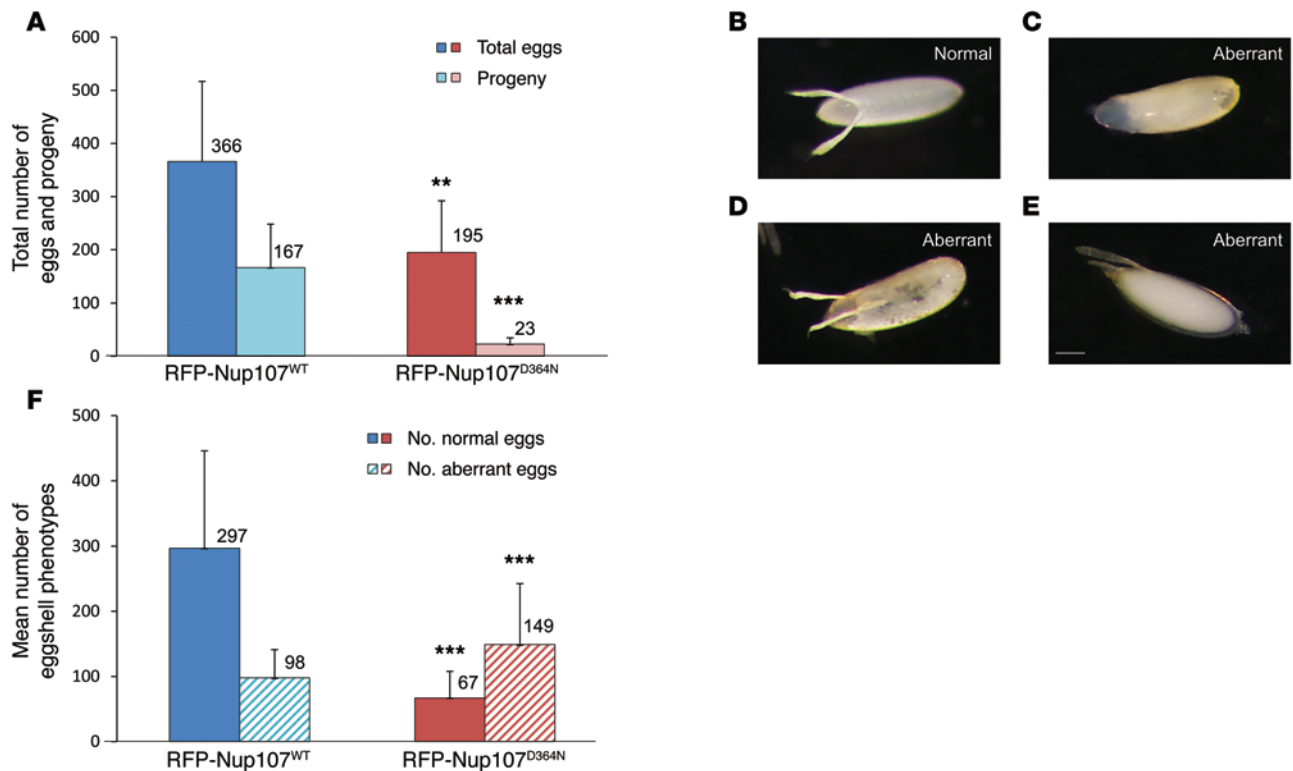 A
Total number of
eggs and progeny
600
500
400
300
200
100
0
Total eggs
Progeny
366
167
**
195
***
23
RFP-Nup107WT
RFP-Nup107D364N
B
Normal
C
Aberrant
D
Aberrant
E
Aberrant
F
Mean number of
eggshell phenotypes
500
400
300
200
100
0
No. normal eggs
No. aberrant eggs
297
98
***
67
***
149
RFP-Nup107WT
RFP-Nup107D364N